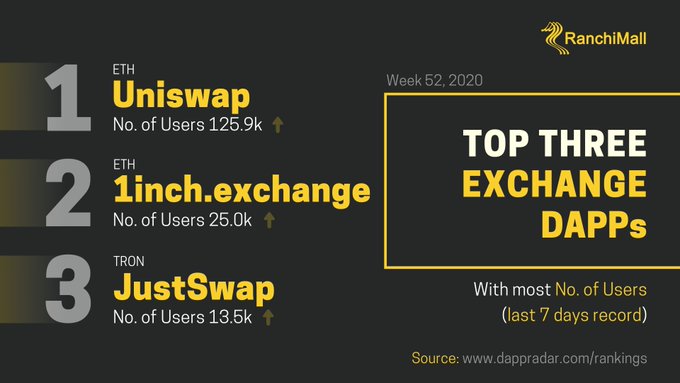 RanchiMall
Week 52, 2020
TOP THREE
EXCHANGE
DAPPs
With most No. of Users
(last 7 days record)
1
ETH
Uniswap
No. of Users 125.9k
2
ETH
1inch.exchange
No. of Users 25.0k
3
TRON
JustSwap
No. of Users 13.5k
Source: www.dappradar.com/rankings